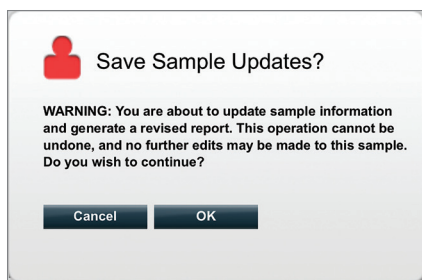 Save Sample Updates?
WARNING: You are about to update sample information
and generate a revised report. This operation cannot be
undone, and no further edits may be made to this sample.
Do you wish to continue?
Cancel OK